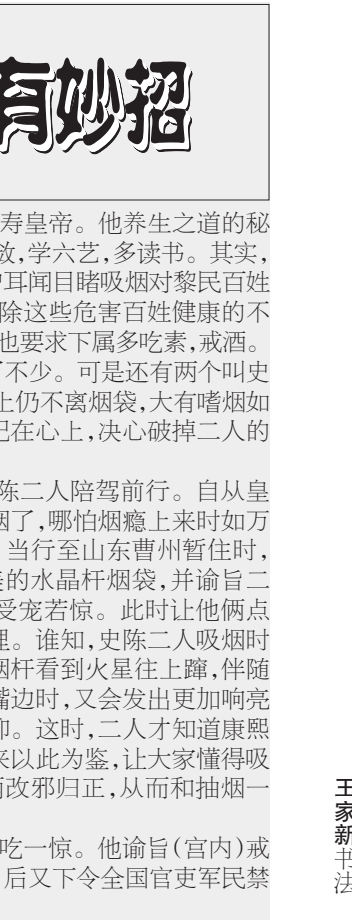 有妙招
寿皇帝。他养生之道的秘
敛,学六艺,多读书。其实,
耳闻目睹吸烟对黎民百姓
除这些危害百姓健康的不
也要求下属多吃素,戒酒。
不少。可是还有两个叫史
上仍不离烟袋,大有嗜烟如
记在心上,决心破掉二人的
陈二人陪驾前行。自从皇
烟了,哪怕烟瘾上来时如万
当行至山东曹州暂住时,
的水晶杆烟袋,并谕旨二
受宠若惊。此时让他俩点
理。谁知,史陈二人吸烟时
烟杆看到火星往上蹿,伴随
嘴边时,又会发出更加响亮
仰。这时,二人才知道康熙
来以此为鉴,让大家懂得吸
而改邪归正,从而和抽烟一
吃一惊。他谕旨(宫内)戒
后又下令全国官吏军民禁
王家新
书法